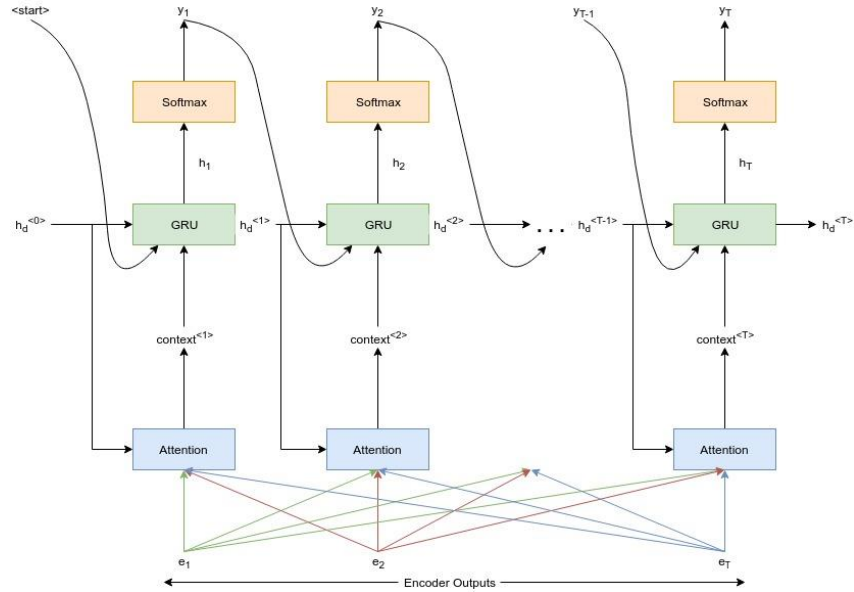 <start> y1 y2 yT-1 yT
Softmax Softmax Softmax
h1 h2 hT
hd<0> GRU hd<1> GRU hd<2> ... hd<T-1> GRU hd<T>
context<1> context<2> context<T>
Attention Attention Attention
e1 e2 eT
Encoder Outputs